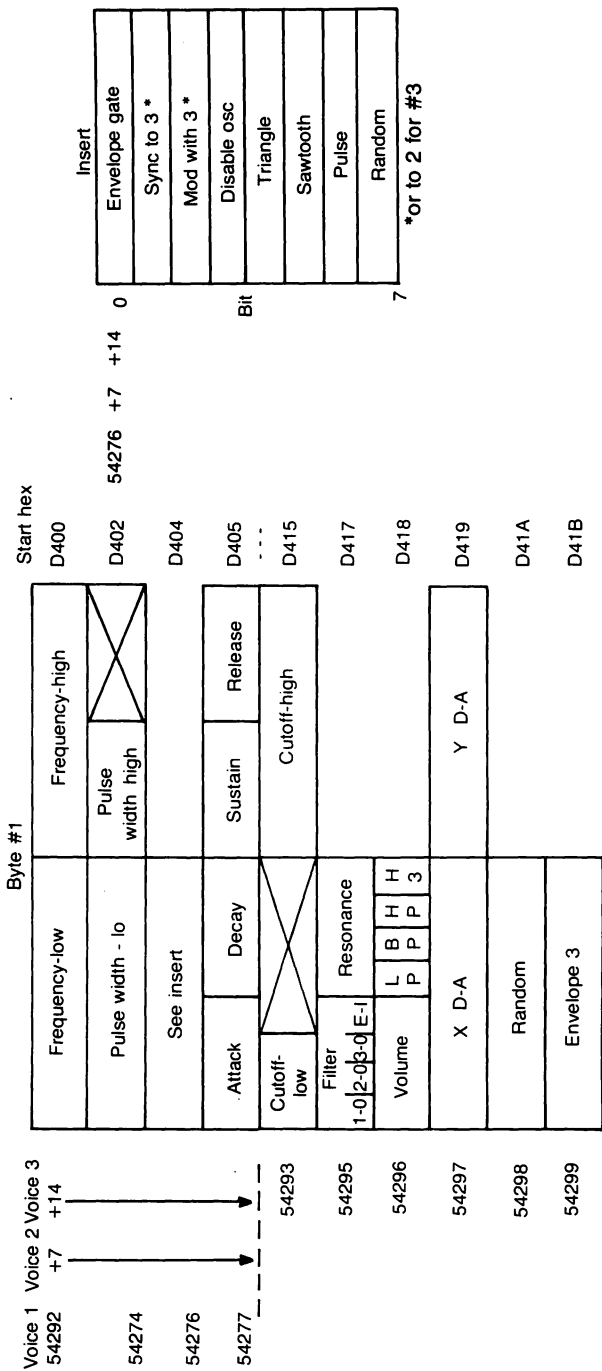 Voice 1 Voice 2 Voice 3
54292 +7 +14
54274
54276
54277
54293
54295
54296
54297
54298
54299
Byte #1
Start hex
Frequency-low Frequency-high D400
Pulse width - lo Pulse
width high D402
See insert D404
Attack Decay Sustain Release D405
Cutoff-
low Cutoff-high D415
Filter
1-0 2-0 3-0 E-I Resonance D417
Volume L B H H
P P P 3 D418
X D-A Y D-A D419
Random D41A
Envelope 3 D41B
54276 +7 +14
Insert
0 Envelope gate
Sync to 3 *
Mod with 3 *
Disable osc
Bit
Triangle
Sawtooth
Pulse
7 Random
*or to 2 for #3